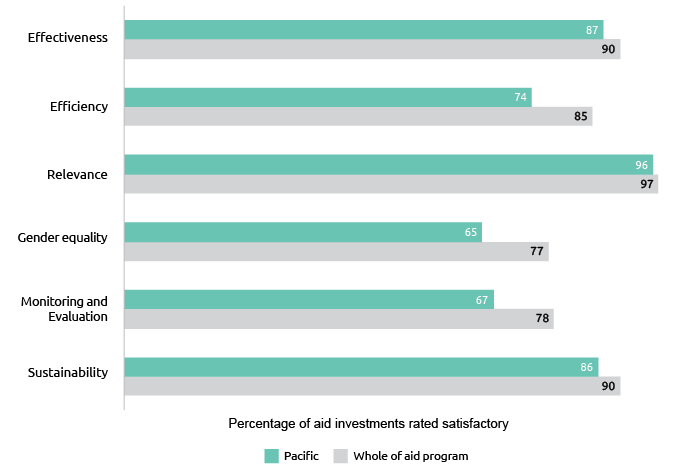 Effectiveness
87
90
Efficiency
74
85
Relevance
96
97
Gender equality
65
77
Monitoring and
Evaluation
67
78
Sustainability
86
90
Percentage of aid investments rated satisfactory
Pacific
Whole of aid program